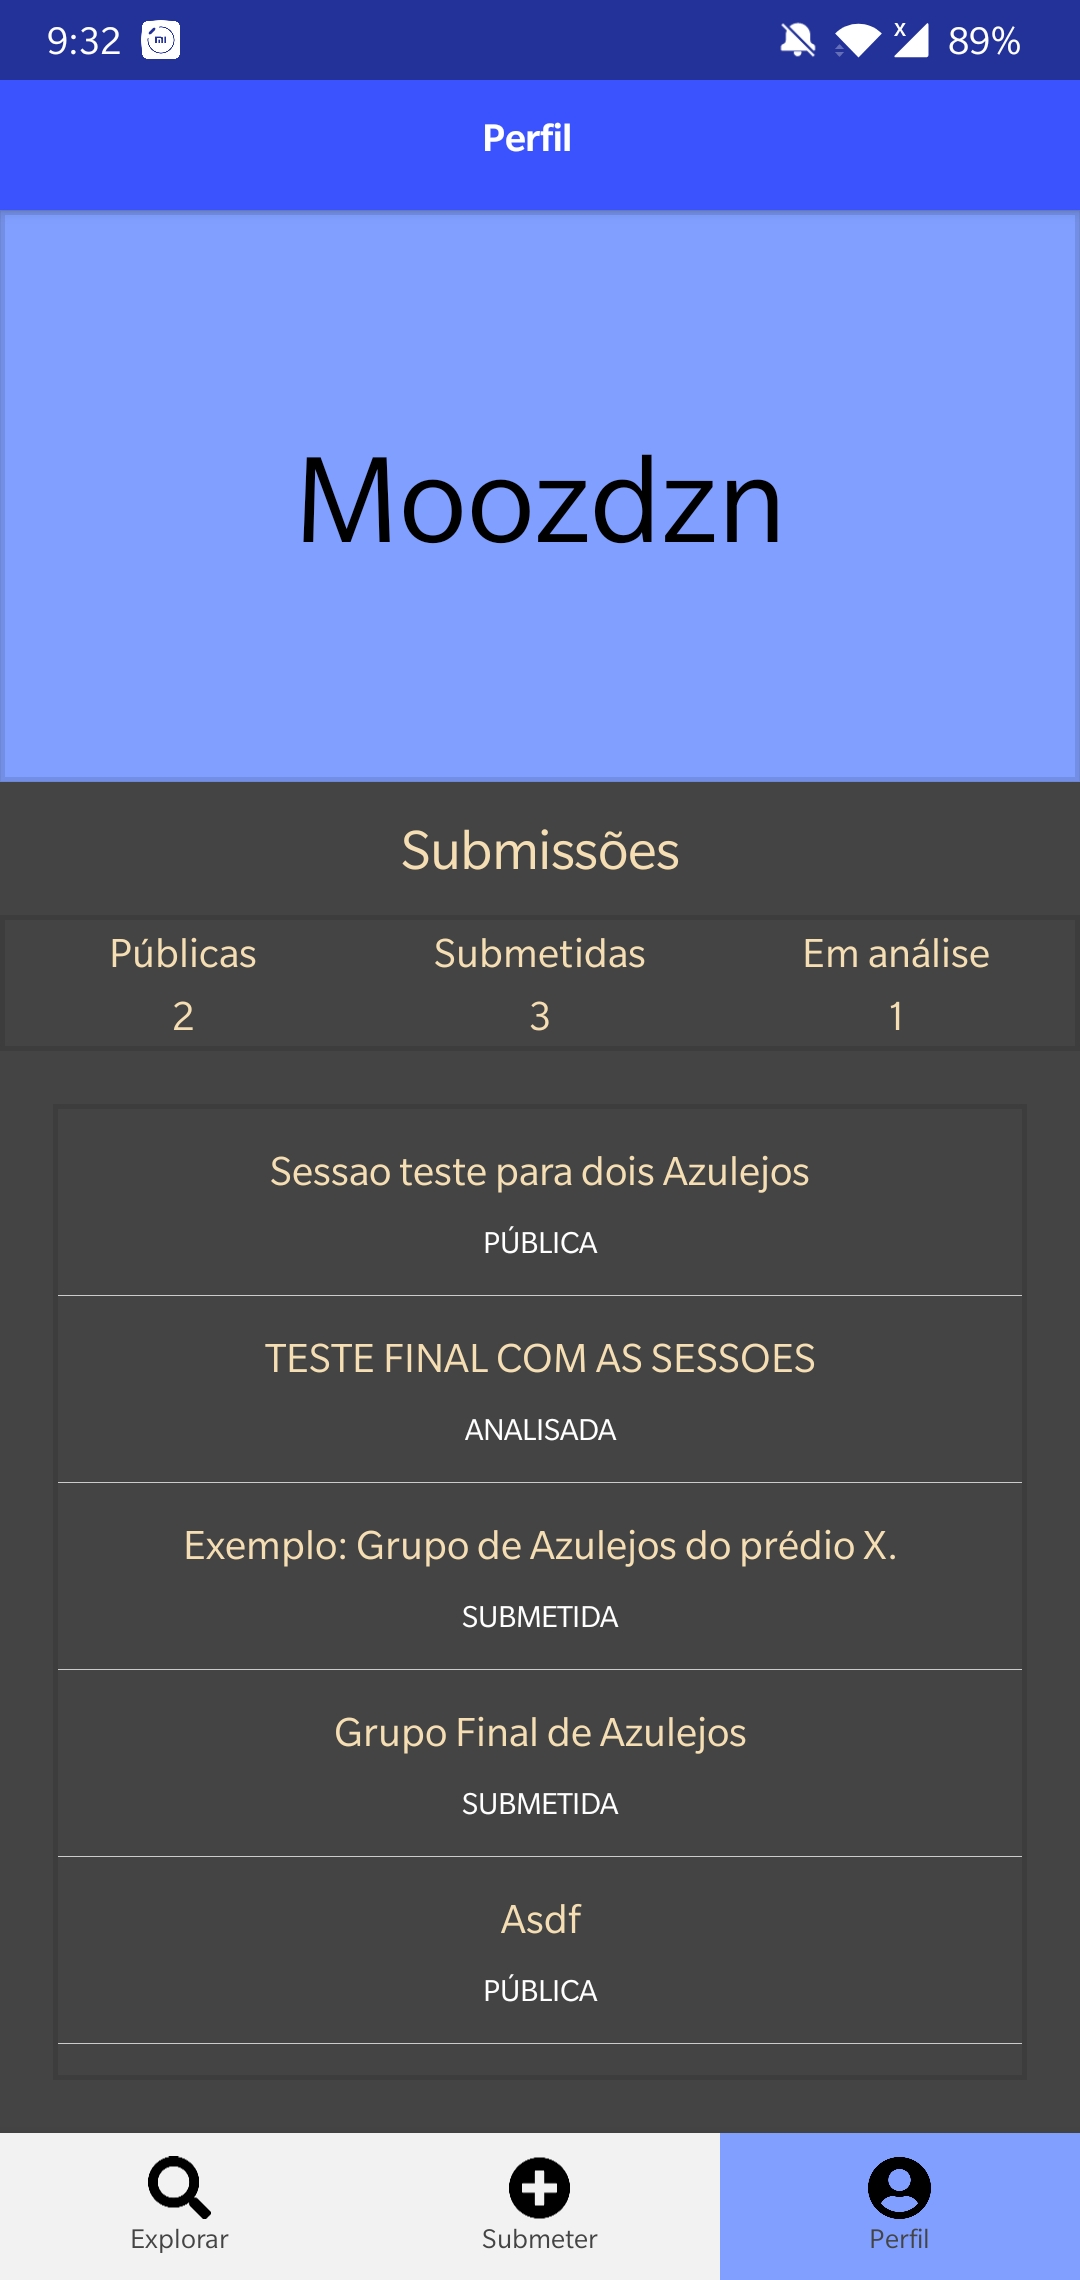 9:32
89%
Perfil
Moozdzn
Submissões
Públicas Submetidas Em análise
2 3 1
Sessao teste para dois Azulejos
PÚBLICA
TESTE FINAL COM AS SESSOES
ANALISADA
Exemplo: Grupo de Azulejos do prédio X.
SUBMETIDA
Grupo Final de Azulejos
SUBMETIDA
Asdf
PÚBLICA
Explorar Submeter Perfil